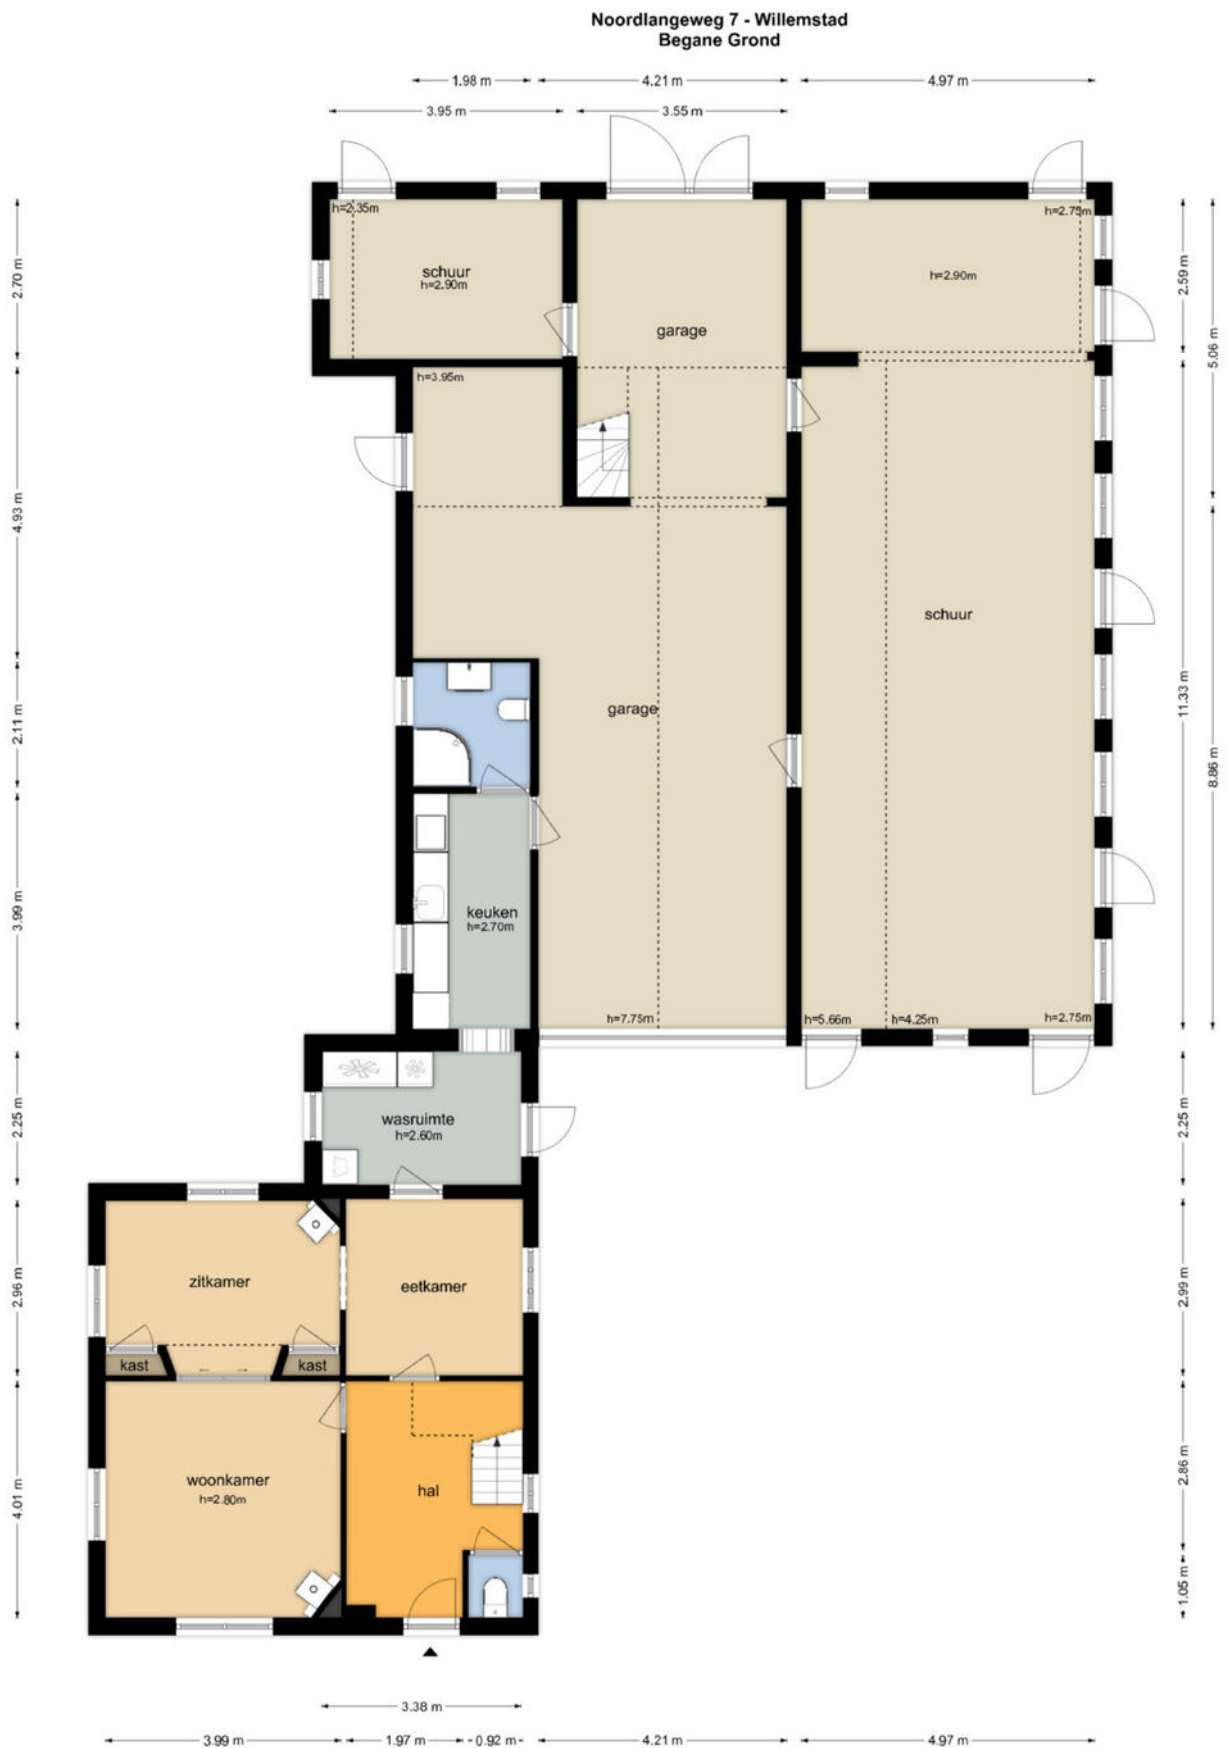 Noordlangeweg 7 - Willemstad
Begane Grond
1.98 m
4.21 m
4.97 m
3.95 m
3.55 m
h=2.35m
h=2.75m
schuur
h=2.90m
h=2.90m
2.70 m
2.59 m
5.06 m
garage
h=3.95m
4.93 m
schuur
garage
11.33 m
2.11 m
8.86 m
keuken
h=2.70m
3.99 m
h=7.75m
h=5.66m
h=4.25m
h=2.75m
wasruimte
h=2.60m
2.25 m
2.25 m
zitkamer
eetkamer
2.96 m
2.99 m
kast
kast
woonkamer
h=2.80m
hal
4.01 m
2.86 m
1.05 m
3.38 m
3.99 m
1.97 m
0.92 m
4.21 m
4.97 m